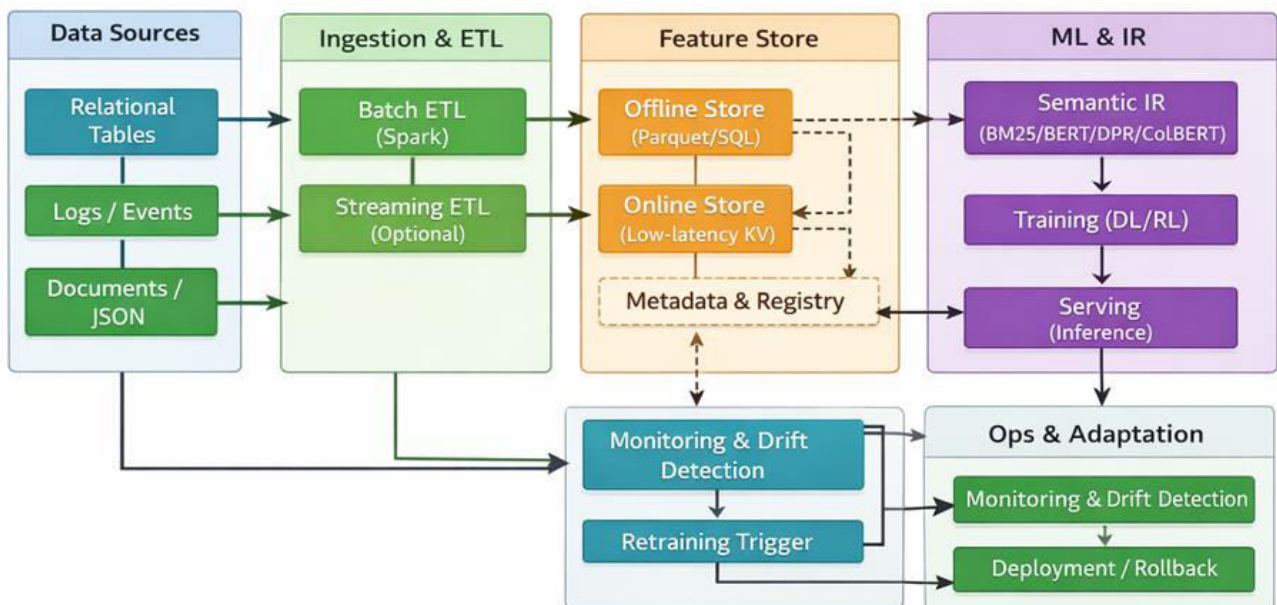 Data Sources
Relational
Tables
Logs / Events
Documents /
JSON
Ingestion & ETL
Batch ETL
(Spark)
Streaming ETL
(Optional)
Feature Store
Offline Store
(Parquet/SQL)
Online Store
(Low-latency KV)
Metadata & Registry
ML & IR
Semantic IR
(BM25/BERT/DPR/ColBERT)
Training (DL/RL)
Serving
(Inference)
Monitoring & Drift
Detection
Retraining Trigger
Ops & Adaptation
Monitoring & Drift Detection
Deployment / Rollback